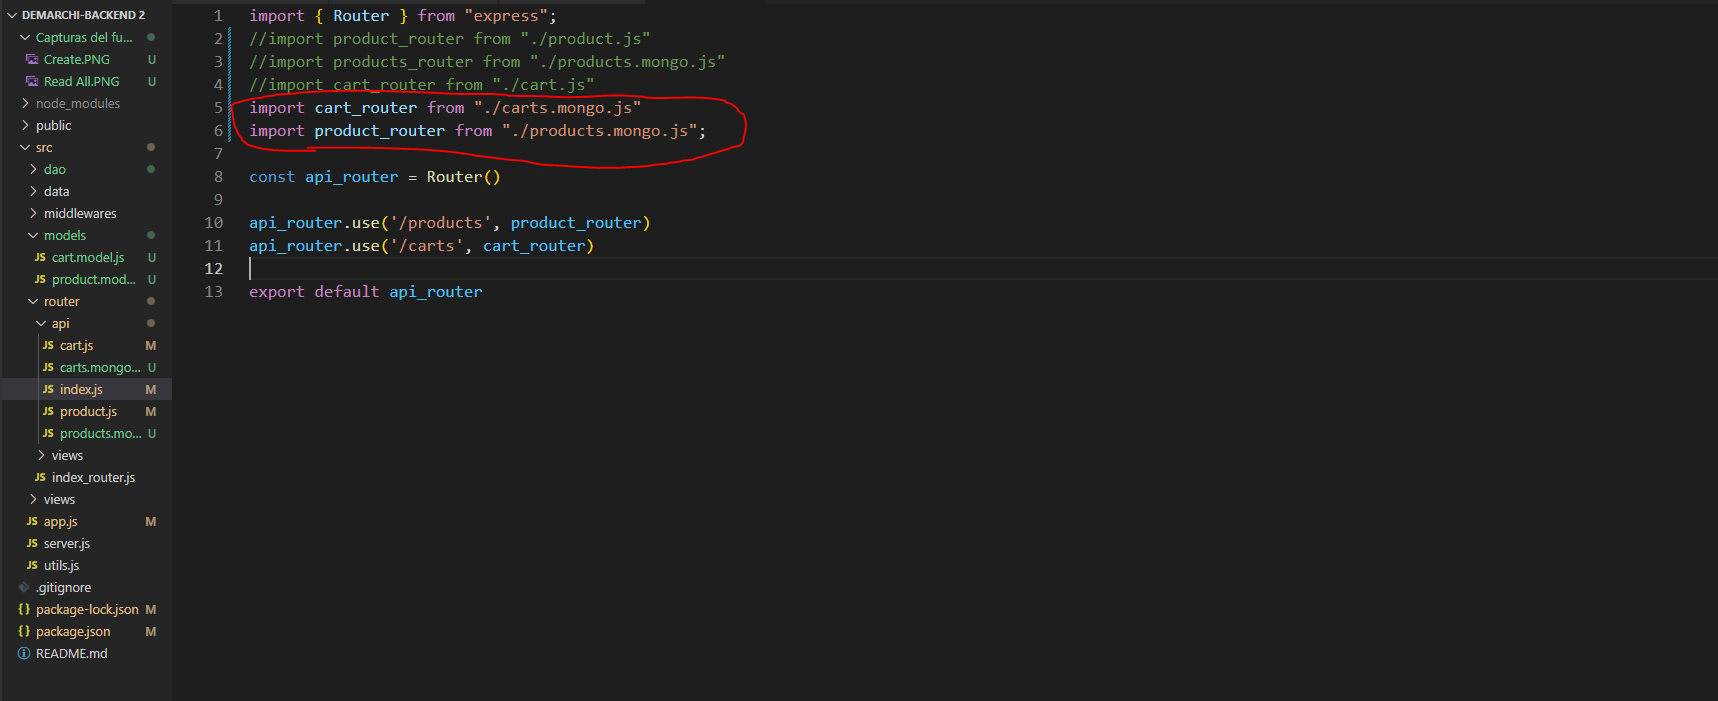 DEMARCHI-BACKEND 2
Capturas del fu...
Create.PNG U
Read All.PNG U
node_modules
public
src
dao
data
middlewares
models
JS cart.model.js U
JS product.mod... U
router
api
JS cart.js M
JS carts.mongo... U
JS index.js M
JS product.js M
JS products.mo... U
views
JS index_router.js
views
JS app.js M
JS server.js
JS utils.js
.gitignore
{} package-lock.json M
{} package.json M
README.md
1 import { Router } from "express";
2 //import product_router from "./product.js"
3 //import products_router from "./products.mongo.js"
4 //import cart_router from "./cart.js"
5 import cart_router from "./carts.mongo.js"
6 import product_router from "./products.mongo.js";
7
8 const api_router = Router()
9
10 api_router.use('/products', product_router)
11 api_router.use('/carts', cart_router)
12
13 export default api_router